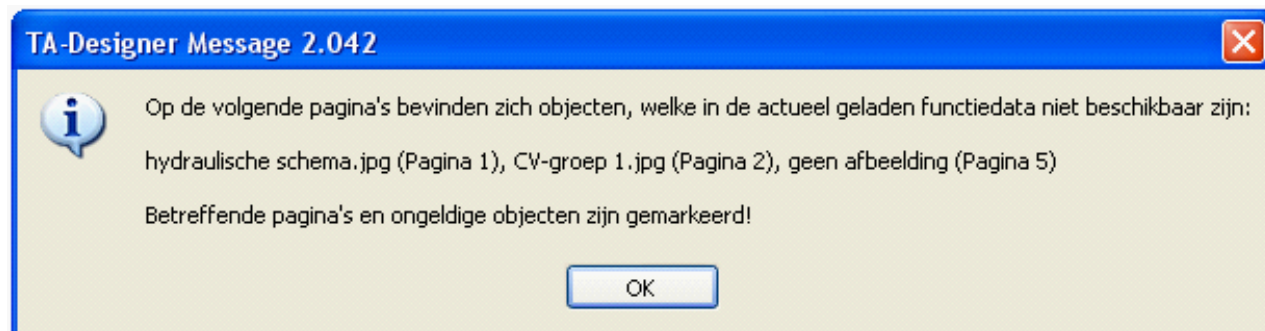 TA-Designer Message 2.042
Op de volgende pagina's bevinden zich objecten, welke in de actueel geladen functiedata niet beschikbaar zijn:
hydraulische schema.jpg (Pagina 1), CV-groep 1.jpg (Pagina 2), geen afbeelding (Pagina 5)
Betreffende pagina's en ongeldige objecten zijn gemarkeerd!
OK